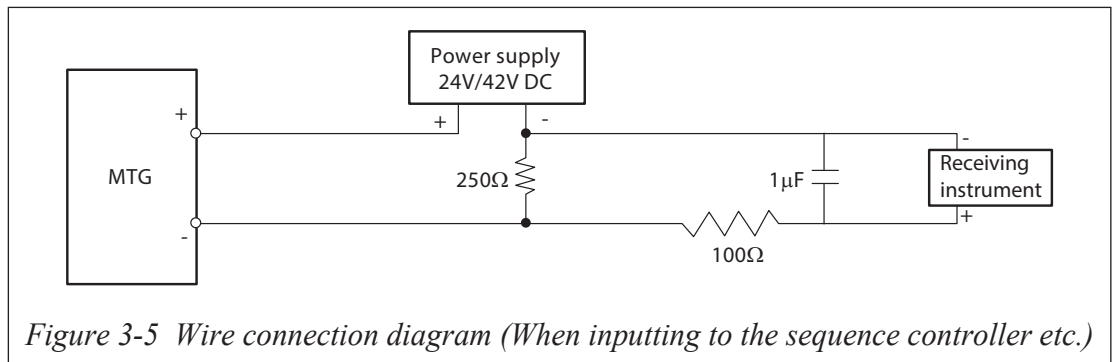 Power supply
24V/42V DC
+
+
-
MTG
250Ω
1μF
-
Receiving
instrument
+
-
100Ω
Figure 3-5 Wire connection diagram (When inputting to the sequence controller etc.)